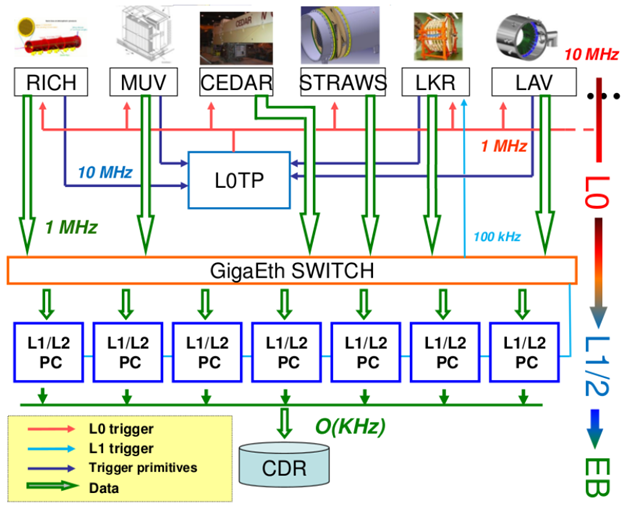 10 MHz
RICH MUV CEDAR STRAWS LKR LAV
1 MHz
10 MHz
L0TP
L0
1 MHz
100 kHz
GigaEth SWITCH
L1/L2 PC
L1/L2 PC
L1/L2 PC
L1/L2 PC
L1/L2 PC
L1/L2 PC
L1/L2 PC
L1/2
O(KHz)
L0 trigger
L1 trigger
Trigger primitives
Data
CDR
EB